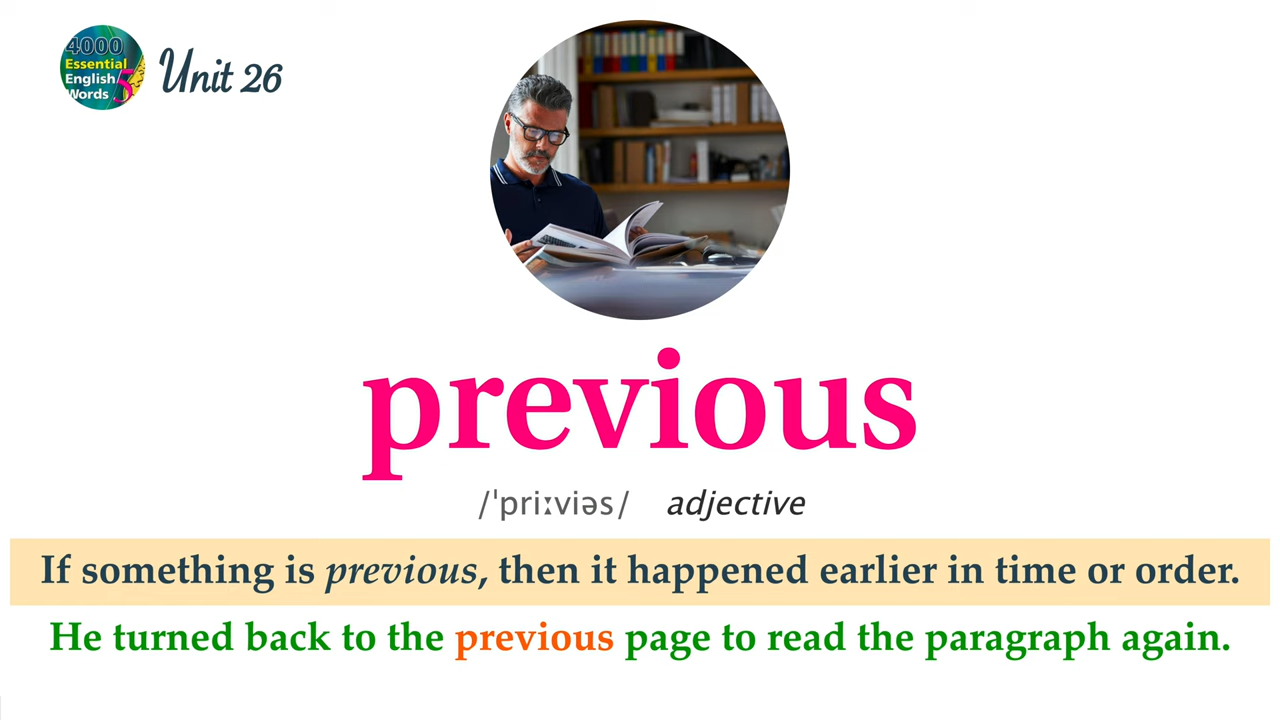 4000
Essential
English
Words 5
Unit 26
previous
/ˈpriːviəs/ adjective
If something is previous, then it happened earlier in time or order.
He turned back to the previous page to read the paragraph again.